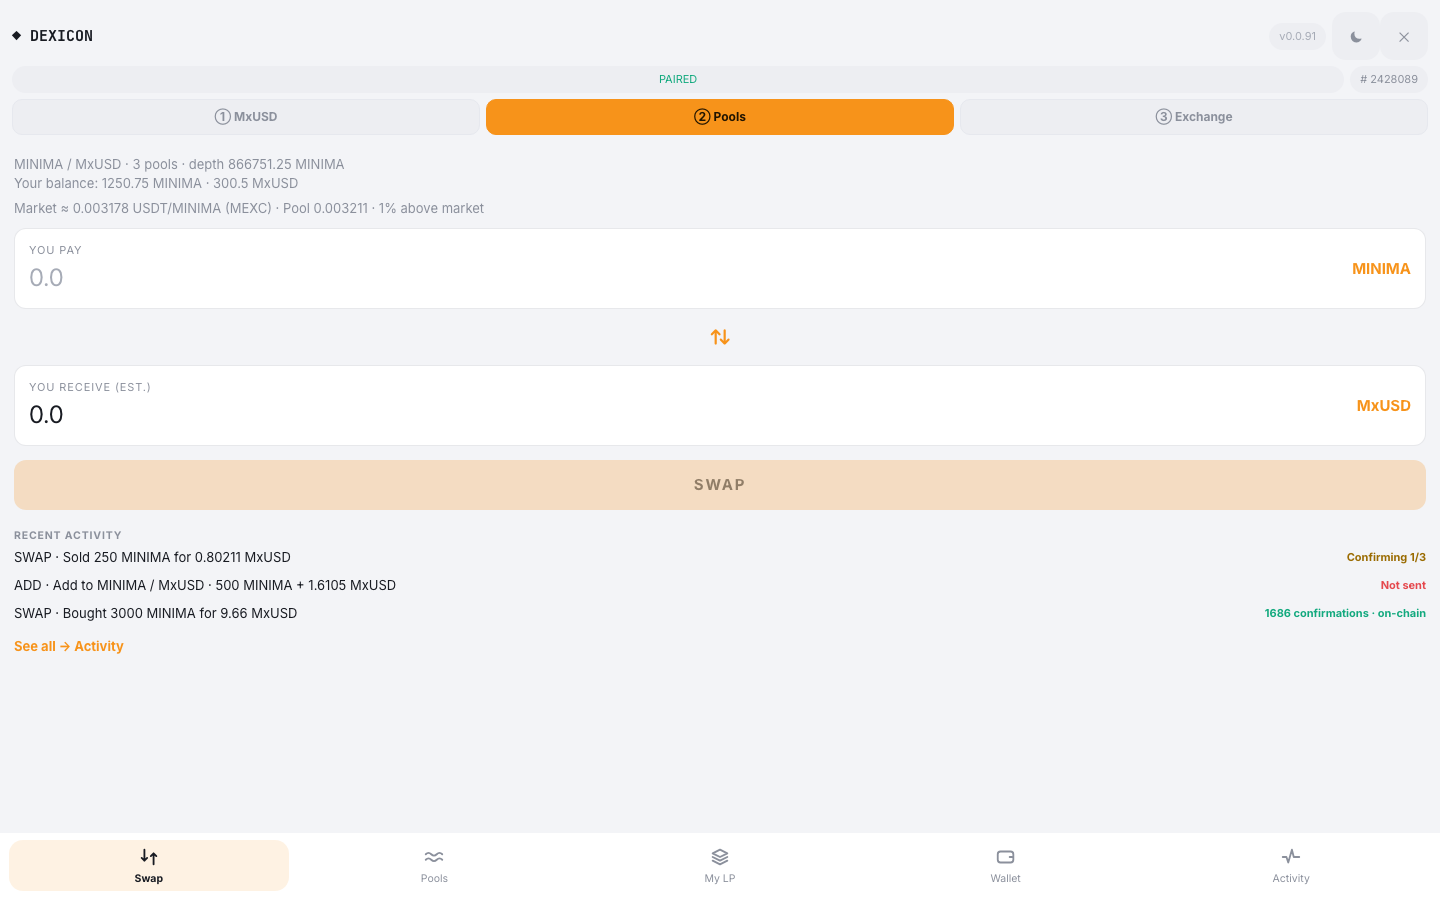 ◆ DEXICON
v0.0.91
PAIRED
# 2428089
① MxUSD
② Pools
③ Exchange
MINIMA / MxUSD · 3 pools · depth 866751.25 MINIMA
Your balance: 1250.75 MINIMA · 300.5 MxUSD
Market ≈ 0.003178 USDT/MINIMA (MEXC) · Pool 0.003211 · 1% above market
YOU PAY
0.0
MINIMA
YOU RECEIVE (EST.)
0.0
MxUSD
SWAP
RECENT ACTIVITY
SWAP · Sold 250 MINIMA for 0.80211 MxUSD
Confirming 1/3
ADD · Add to MINIMA / MxUSD · 500 MINIMA + 1.6105 MxUSD
Not sent
SWAP · Bought 3000 MINIMA for 9.66 MxUSD
1686 confirmations · on-chain
See all → Activity
Swap
Pools
My LP
Wallet
Activity